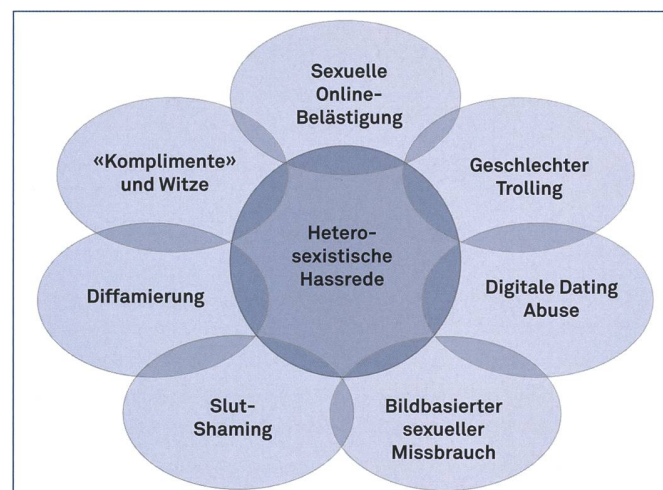 Sexuelle
Online-
Belästigung
«Komplimente»
und Witze
Geschlechter
Trolling
Hetero-
sexistische
Hassrede
Diffamierung
Digitale Dating
Abuse
Slut-
Shaming
Bildbasierter
sexueller
Missbrauch